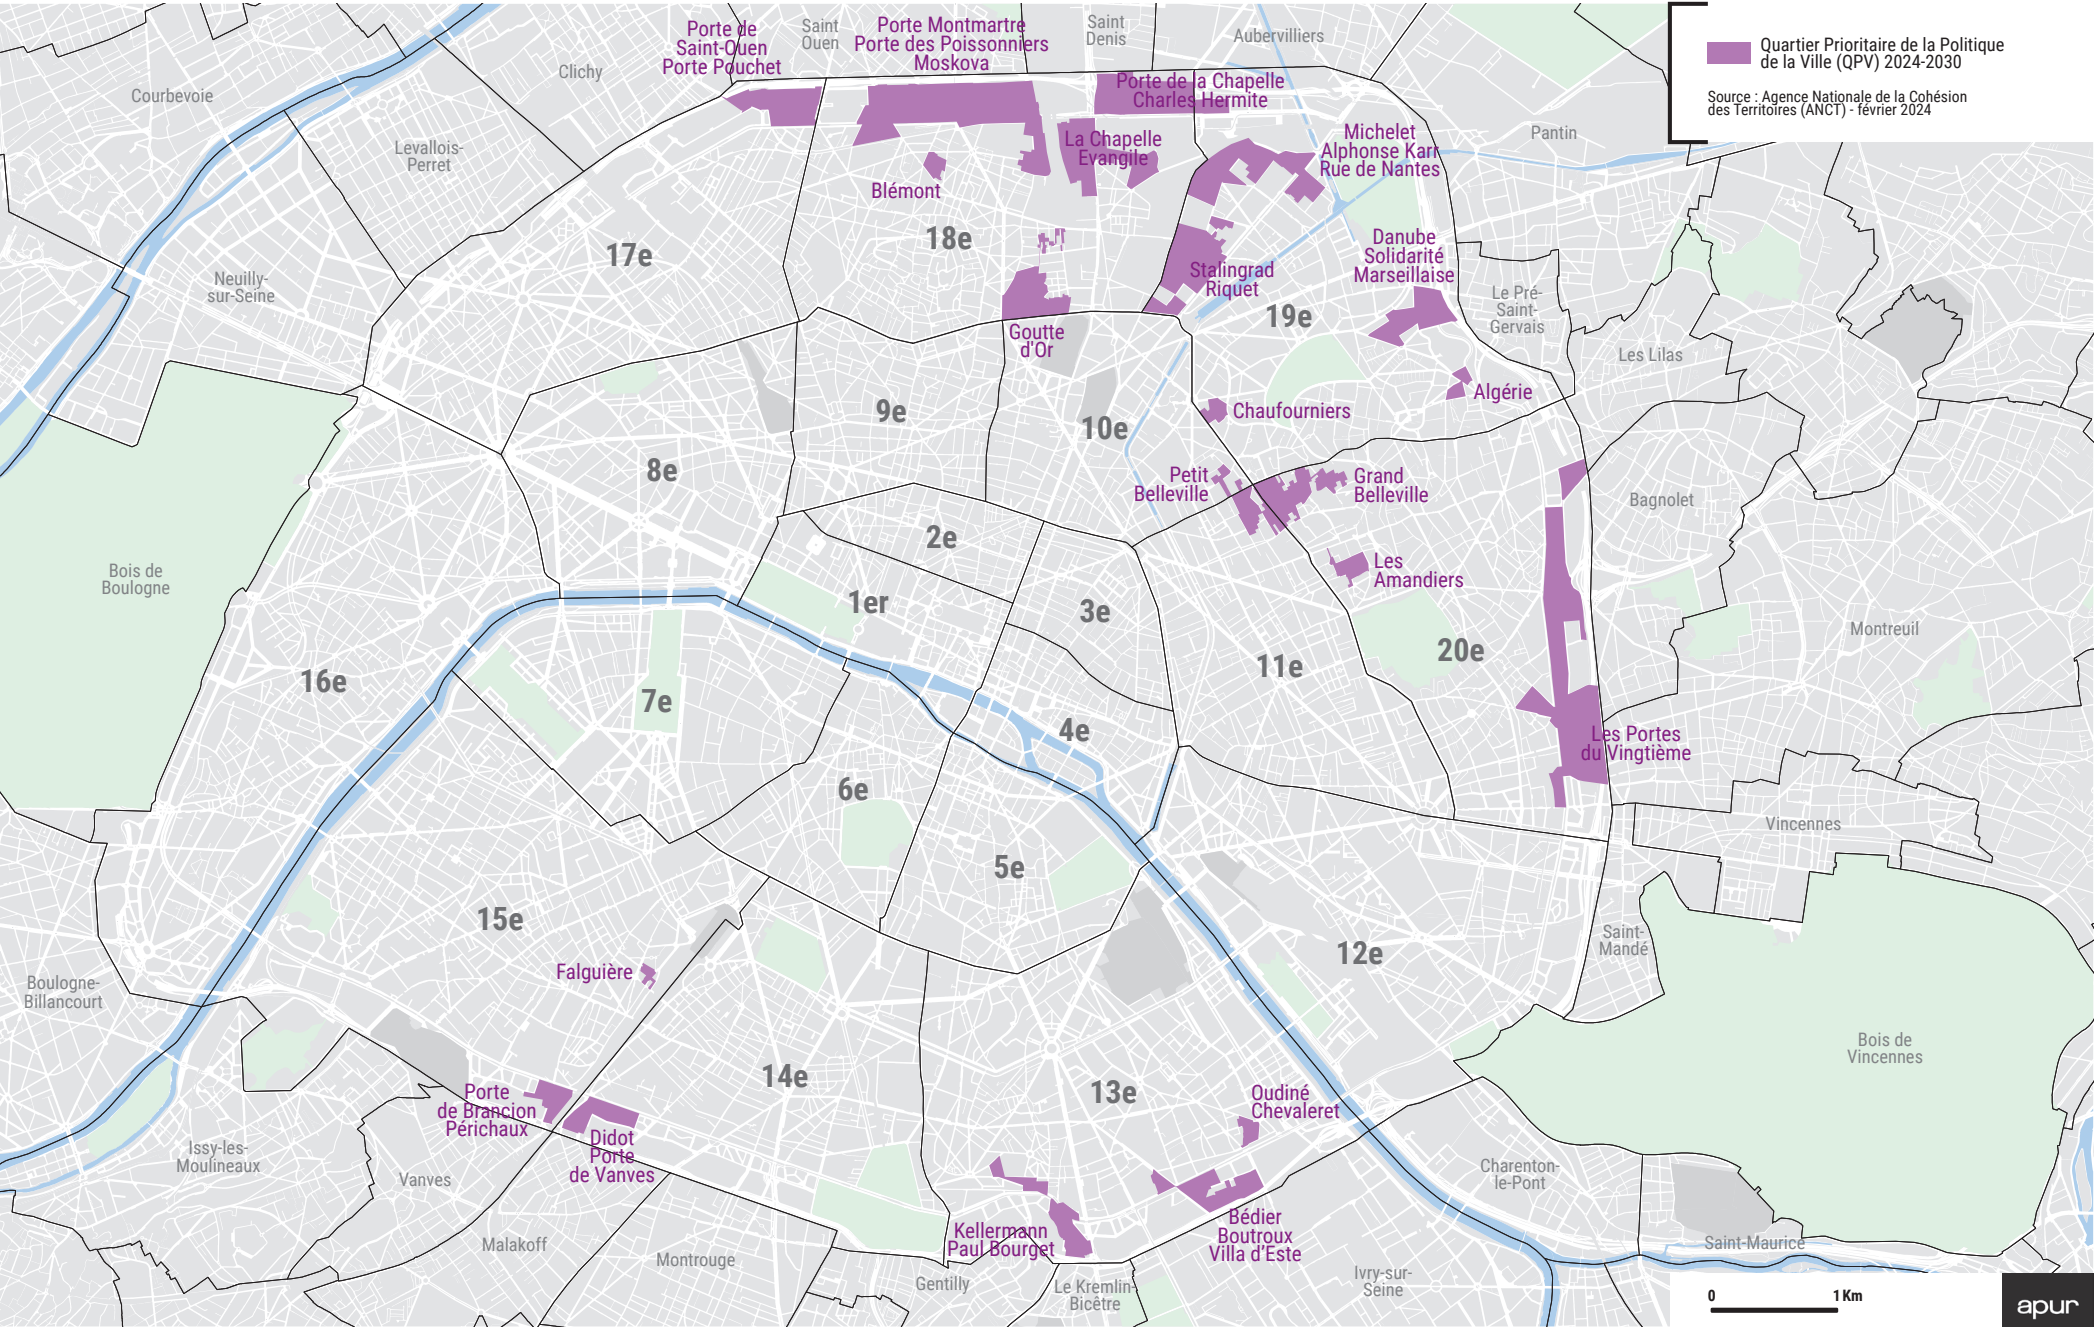 Porte de
Saint-Ouen
Porte Pouchet
Saint
Ouen
Porte Montmartre
Porte des Poissonniers
Moskova
Saint
Denis
Aubervilliers
Quartier Prioritaire de la Politique
de la Ville (QPV) 2024-2030
Source : Agence Nationale de la Cohésion
des Territoires (ANCT) - février 2024
Courbevoie
Clichy
Porte de la Chapelle
Charles Hermite
Levallois-
Perret
La Chapelle
Evangile
Michelet
Alphonse Karr
Rue de Nantes
Pantin
Blémont
17e
18e
Neuilly-
sur-Seine
Danube
Solidarité
Marseillaise
Stalingrad
Riquet
19e
Le Pré-
Saint-
Gervais
Goutte
d'Or
Les Lilas
9e
10e
Chaufourniers
Algérie
8e
Petit
Belleville
Grand
Belleville
Bagnolet
2e
Bois de
Boulogne
Les
Amandiers
1er
3e
16e
7e
11e
20e
Montreuil
4e
Les Portes
du Vingtième
6e
Vincennes
5e
15e
12e
Saint-
Mandé
Falguière
Boulogne-
Billancourt
Bois de
Vincennes
14e
13e
Porte
de Brancion
Périchaux
Oudiné
Chevaleret
Didot
Porte
de Vanves
Issy-les-
Moulineaux
Vanves
Charenton-
le-Pont
Kellermann
Paul Bourget
Bédier
Boutroux
Villa d'Este
Malakoff
Montrouge
Saint-Maurice
Gentilly
Le Kremlin-
Bicêtre
Ivry-sur-
Seine
0 1 Km
apur